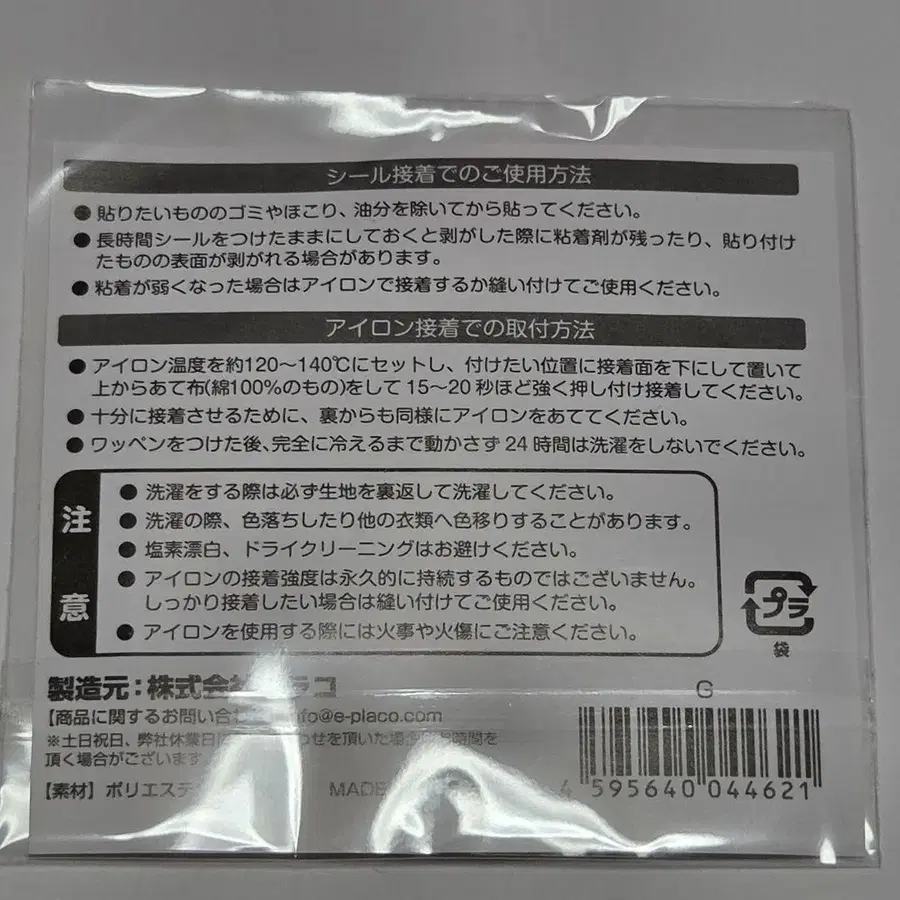 シール接着でのご使用方法
● 貼りたいもののゴミやほこり、油分を除いてから貼ってください。
● 長時間シールをつけたままにしておくと剥がした際に粘着剤が残ったり、貼り付け
たものの表面が剥がれる場合があります。
● 粘着が弱くなった場合はアイロンで接着するか縫い付けてご使用ください。
アイロン接着での取付方法
● アイロン温度を約120～140℃にセットし、付けたい位置に接着面を下にして置いて
上からあて布(綿100%のもの)をして15～20秒ほど強く押し付け接着してください。
● 十分に接着させるために、裏からも同様にアイロンをあててください。
● ワッペンをつけた後、完全に冷えるまで動かさず24時間は洗濯をしないでください。
注意
● 洗濯をする際は必ず生地を裏返して洗濯してください。
● 洗濯の際、色落ちしたり他の衣類へ色移りすることがあります。
● 塩素漂白、ドライクリーニングはお避けください。
● アイロンの接着強度は永久的に持続するものではございません。
しっかり接着したい場合は縫い付けてご使用ください。
● アイロンを使用する際には火事や火傷にご注意ください。
プラ
袋
製造元:株式会 ラコ
【商品に関するお問い合 nfo@e-placo.com
※土日祝日、弊社休業日に わせを頂いた場合 お時間を
頂く場合がございます
【素材】ポリエステ MADE
G
4 595640 044621